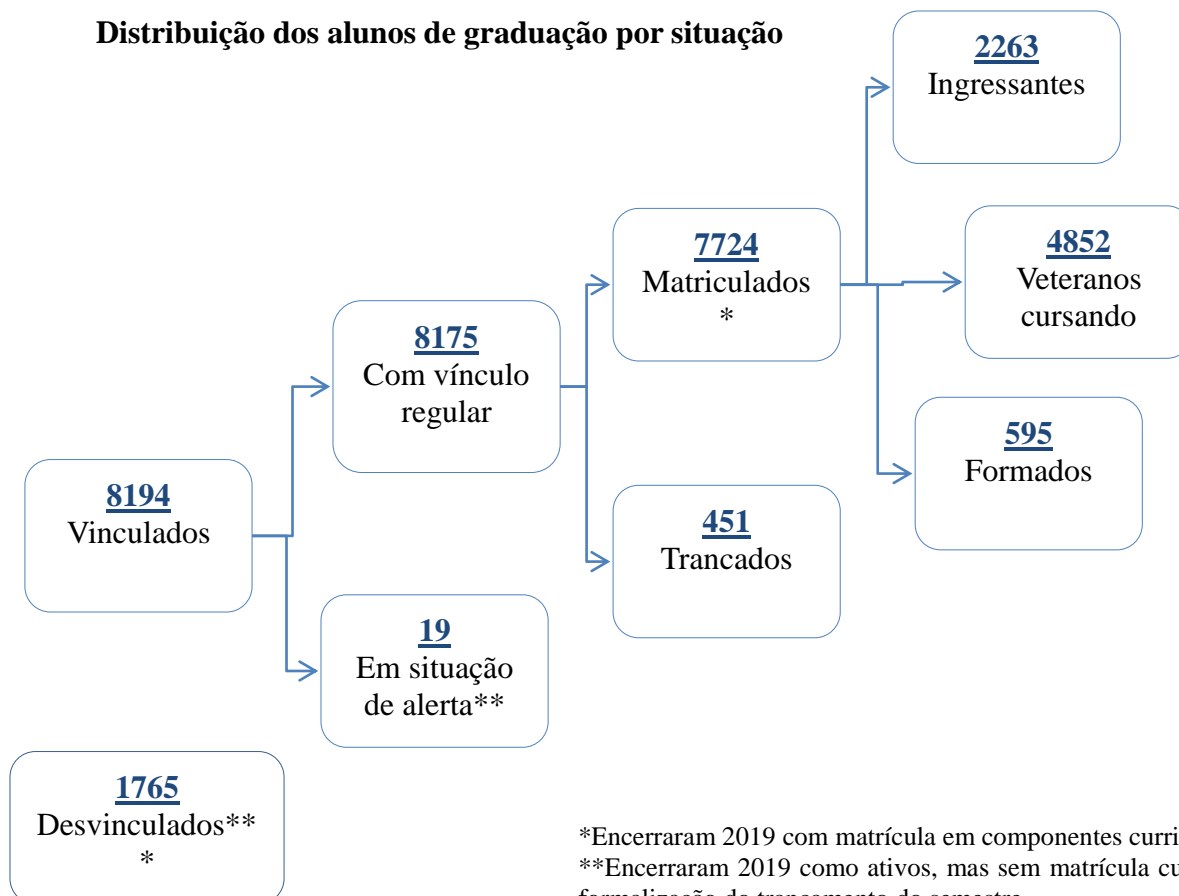 Distribuição dos alunos de graduação por situação
2263
Ingressantes
7724
Matriculados
*
4852
Veteranos
cursando
8175
Com vínculo
regular
595
Formados
8194
Vinculados
451
Trancados
19
Em situação
de alerta**
1765
Desvinculados**
*
*Encerraram 2019 com matrícula em componentes curri
**Encerraram 2019 como ativos, mas sem matrícula cu